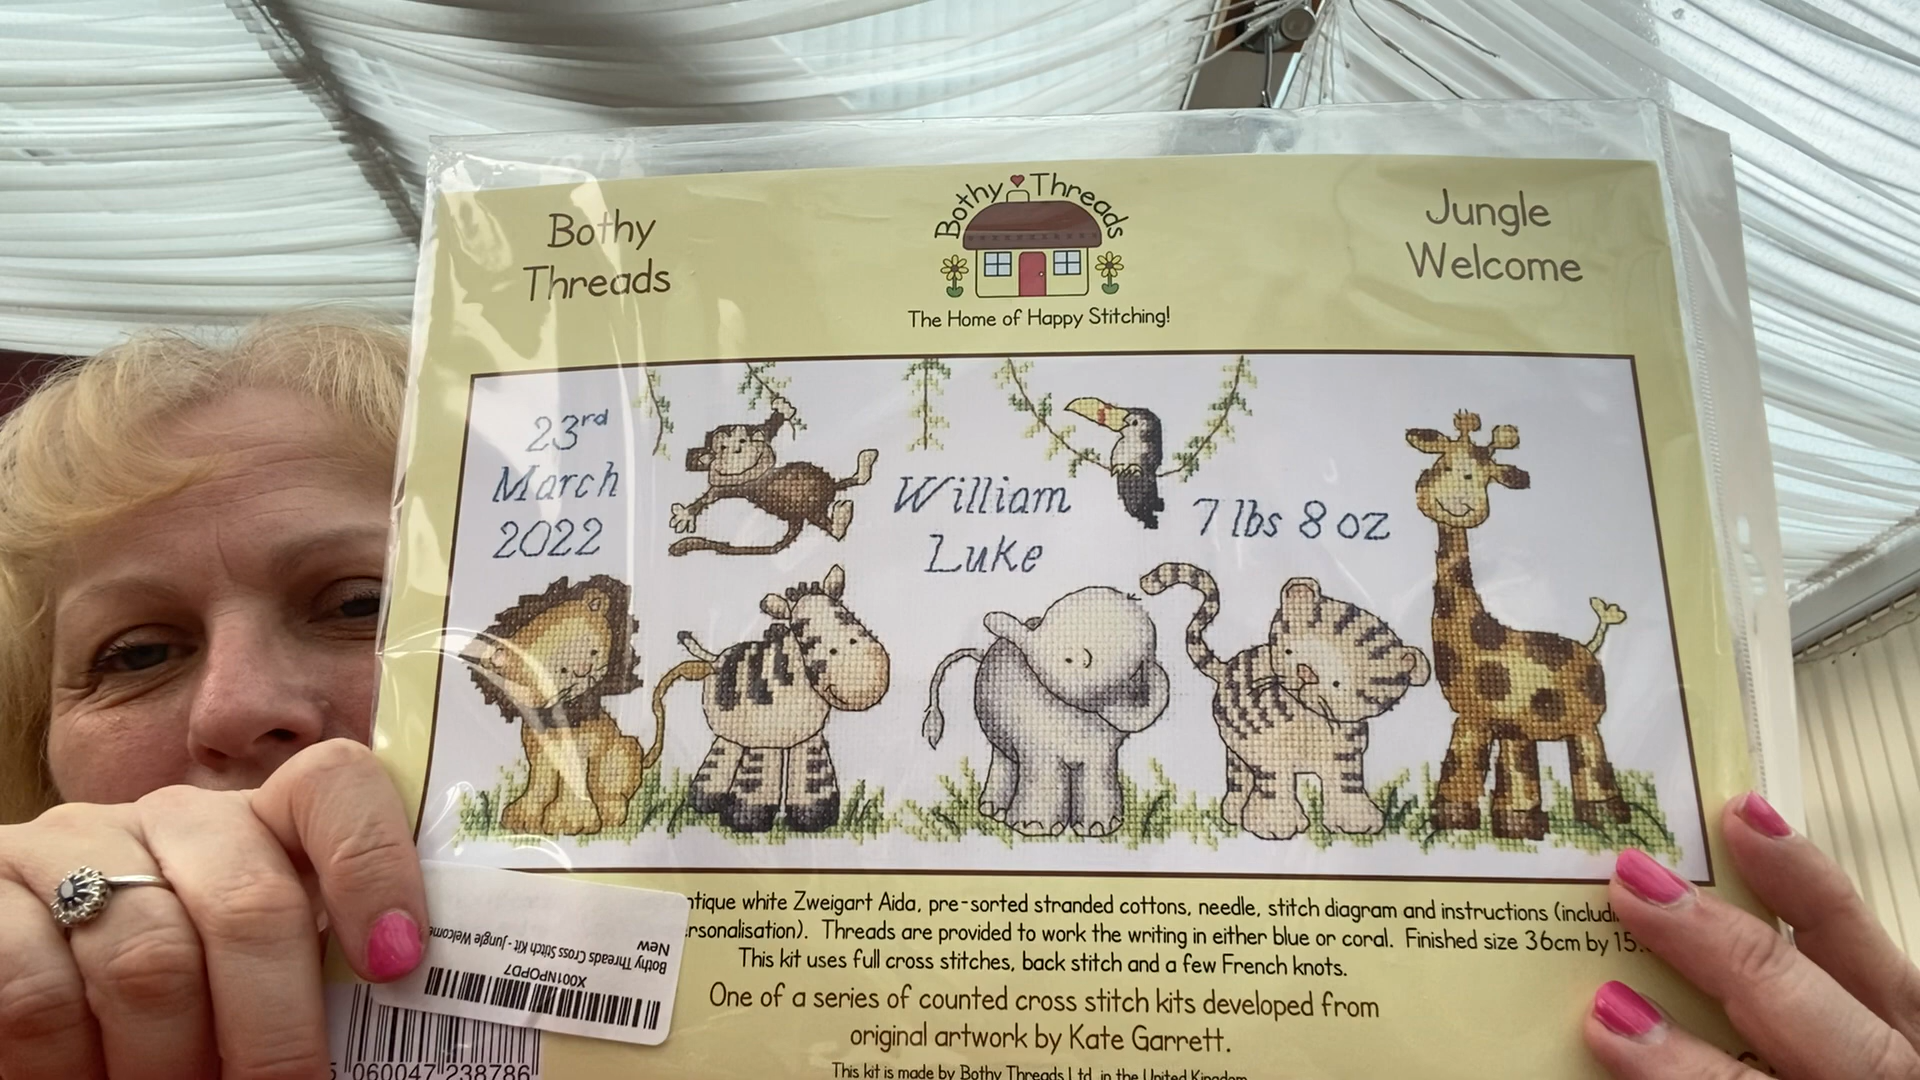 Bothy
Threads
Bothy Threads
The Home of Happy Stitching!
Jungle
Welcome
23rd
March
2022
William
Luke
7 lbs 8 oz
white Zweigart Aida, pre-sorted stranded cottons, needle, stitch diagram and instructions
Threads are provided to work the writing in either blue or coral. Finished size 36cm by
This kit uses full cross stitches, back stitch and a few French knots.
One of a series of counted cross stitch kits developed from
original artwork by Kate Garrett.
This kit is made by Bothy Threads Ltd. in the United Kingdom
X001NPOPD7
Bothy Threads Cross Stitch Kit - Jungle Welcome
New
5 060047 238786